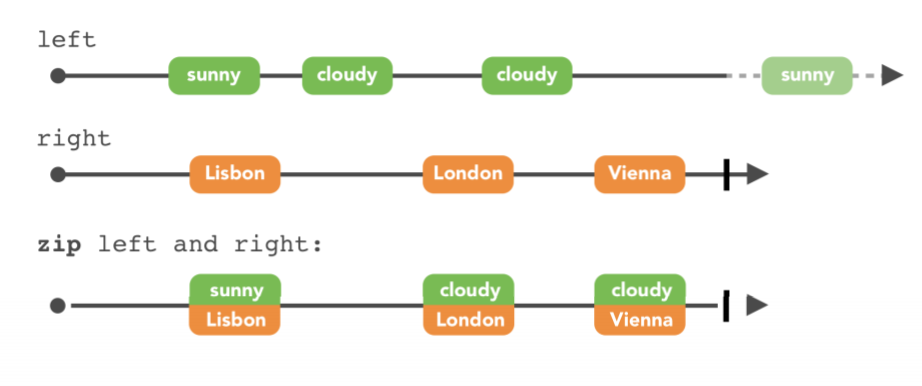 left
sunny cloudy cloudy sunny
right
Lisbon London Vienna
zip left and right:
sunny cloudy cloudy
Lisbon London Vienna